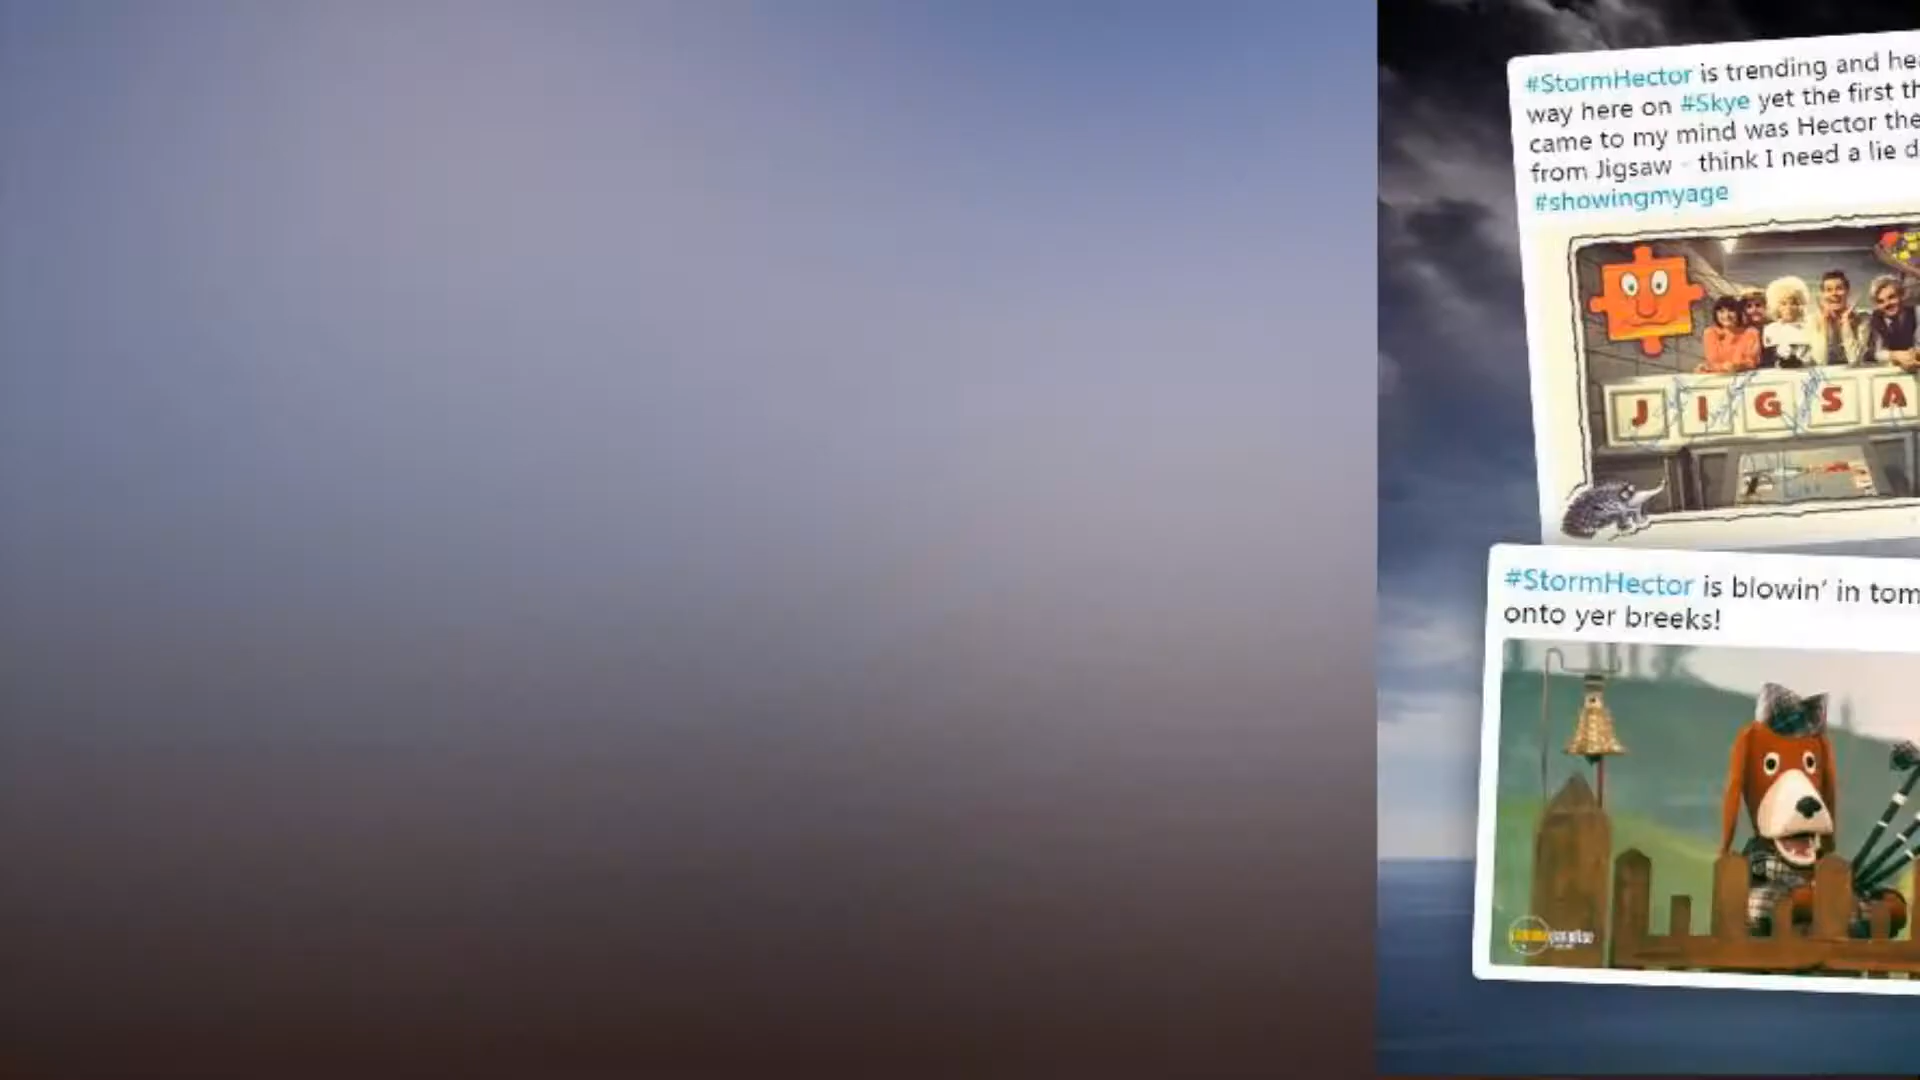 #StormHector is trending and hea
way here on #Skye yet the first th
came to my mind was Hector the
from Jigsaw - think I need a lie d
#showingmyage
J I G S A
#StormHector is blowin' in tom
onto yer breeks!